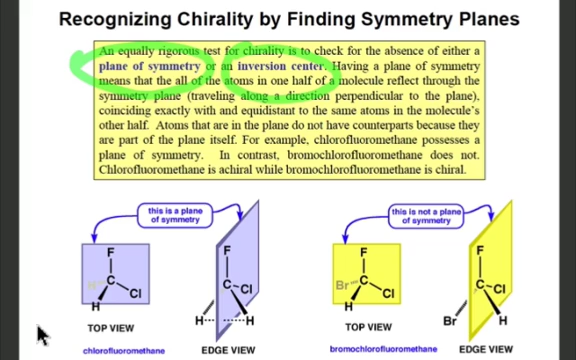 Recognizing Chirality by Finding Symmetry Planes
An equally rigorous test for chirality is to check for the absence of either a
plane of symmetry or an inversion center. Having a plane of symmetry
means that the all of the atoms in one half of a molecule reflect through the
symmetry plane (traveling along a direction perpendicular to the plane),
coinciding exactly with and equidistant to the same atoms in the molecule's
other half. Atoms that are in the plane do not have counterparts because they
are part of the plane itself. For example, chlorofluoromethane possesses a
plane of symmetry. In contrast, bromochlorofluoromethane does not.
Chlorofluoromethane is achiral while bromochlorofluoromethane is chiral.
this is a plane
of symmetry
F
H
C
Cl
H
TOP VIEW
chlorofluoromethane
F
C
Cl
H
H
EDGE VIEW
this is not a plane
of symmetry
F
Br
C
Cl
H
TOP VIEW
bromochlorofluoromethane
F
C
Cl
Br
H
EDGE VIEW